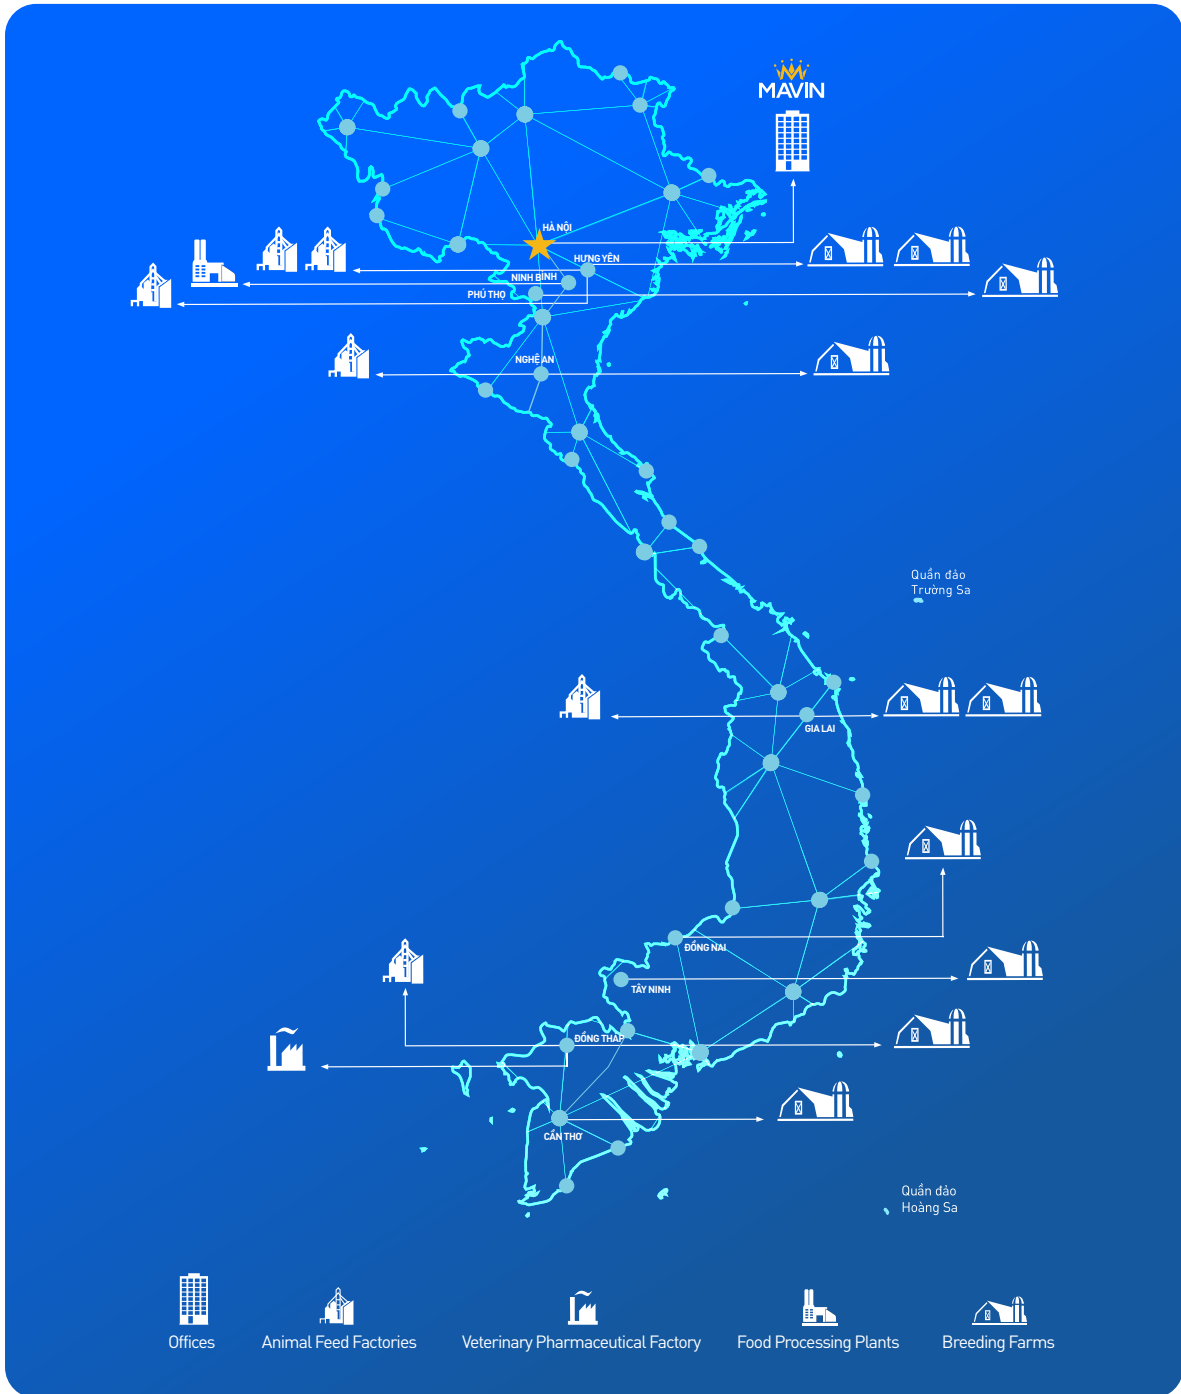 MAVIN
HÀ NỘI
HƯNG YÊN
NINH BÌNH
PHÚ THỌ
NGHỆ AN
Quần đảo
Trường Sa
GIA LAI
ĐỒNG NAI
TÂY NINH
ĐỒNG THÁP
CẦN THƠ
Quần đảo
Hoàng Sa
Offices
Animal Feed Factories
Veterinary Pharmaceutical Factory
Food Processing Plants
Breeding Farms